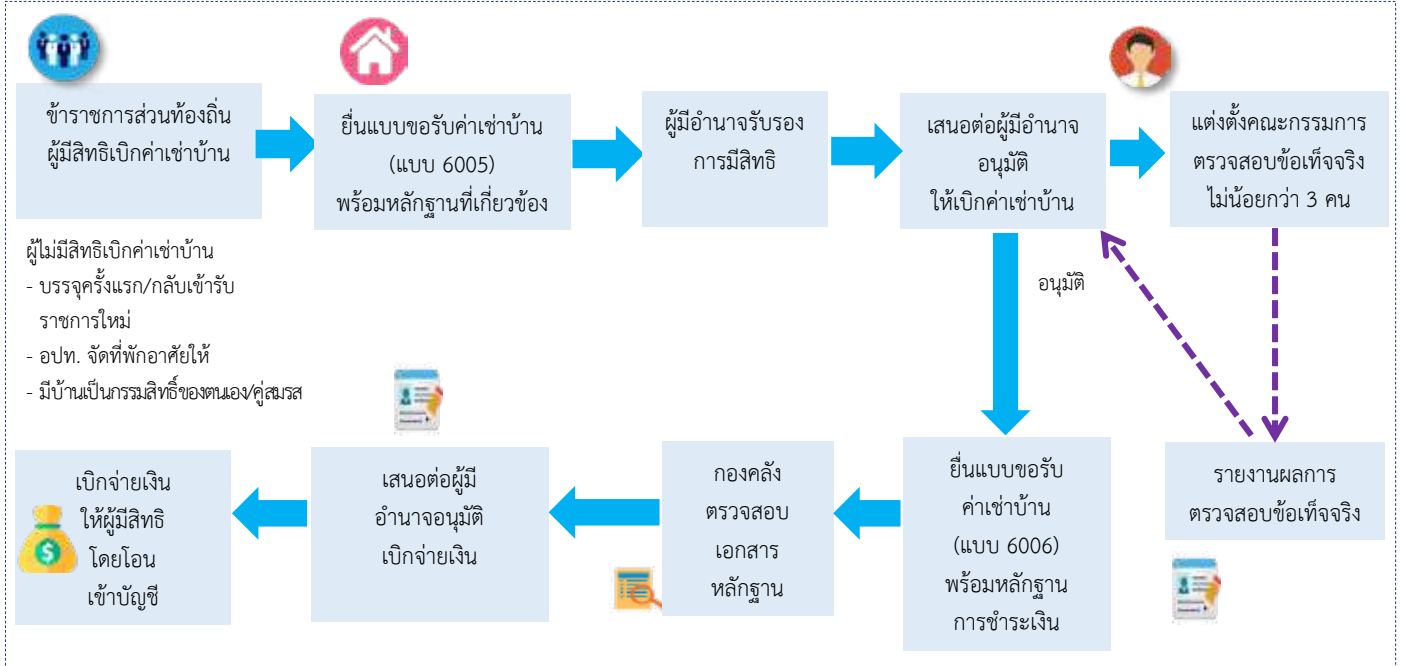 ข้าราชการส่วนท้องถิ่น
ผู้มีสิทธิเบิกค่าเช่าบ้าน
ยื่นแบบขอรับค่าเช่าบ้าน
(แบบ 6005)
พร้อมหลักฐานที่เกี่ยวข้อง
ผู้มีอำนาจรับรอง
การมีสิทธิ
เสนอต่อผู้มีอำนาจ
อนุมัติ
ให้เบิกค่าเช่าบ้าน
แต่งตั้งคณะกรรมการ
ตรวจสอบข้อเท็จจริง
ไม่น้อยกว่า 3 คน
ผู้ไม่มีสิทธิเบิกค่าเช่าบ้าน
- บรรจุครั้งแรก/กลับเข้ารับ
ราชการใหม่
- อปท. จัดที่พักอาศัยให้
- มีบ้านเป็นกรรมสิทธิ์ของตนเอง/คู่สมรส
อนุมัติ
เบิกจ่ายเงิน
ให้ผู้มีสิทธิ
โดยโอน
เข้าบัญชี
เสนอต่อผู้มี
อำนาจอนุมัติ
เบิกจ่ายเงิน
กองคลัง
ตรวจสอบ
เอกสาร
หลักฐาน
ยื่นแบบขอรับ
ค่าเช่าบ้าน
(แบบ 6006)
พร้อมหลักฐาน
การชำระเงิน
รายงานผลการ
ตรวจสอบข้อเท็จจริง